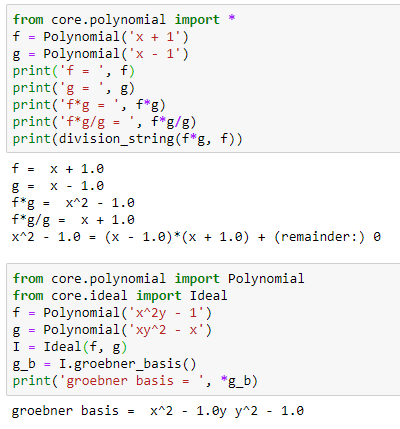 from core.polynomial import *
f = Polynomial('x + 1')
g = Polynomial('x - 1')
print('f = ', f)
print('g = ', g)
print('f*g = ', f*g)
print('f*g/g = ', f*g/g)
print(division_string(f*g, f))
f =  x + 1.0
g =  x - 1.0
f*g =  x^2 - 1.0
f*g/g =  x + 1.0
x^2 - 1.0 = (x - 1.0)*(x + 1.0) + (remainder:) 0
from core.polynomial import Polynomial
from core.ideal import Ideal
f = Polynomial('x^2y - 1')
g = Polynomial('xy^2 - x')
I = Ideal(f, g)
g_b = I.groebner_basis()
print('groebner basis = ', *g_b)
groebner basis =  x^2 - 1.0y y^2 - 1.0